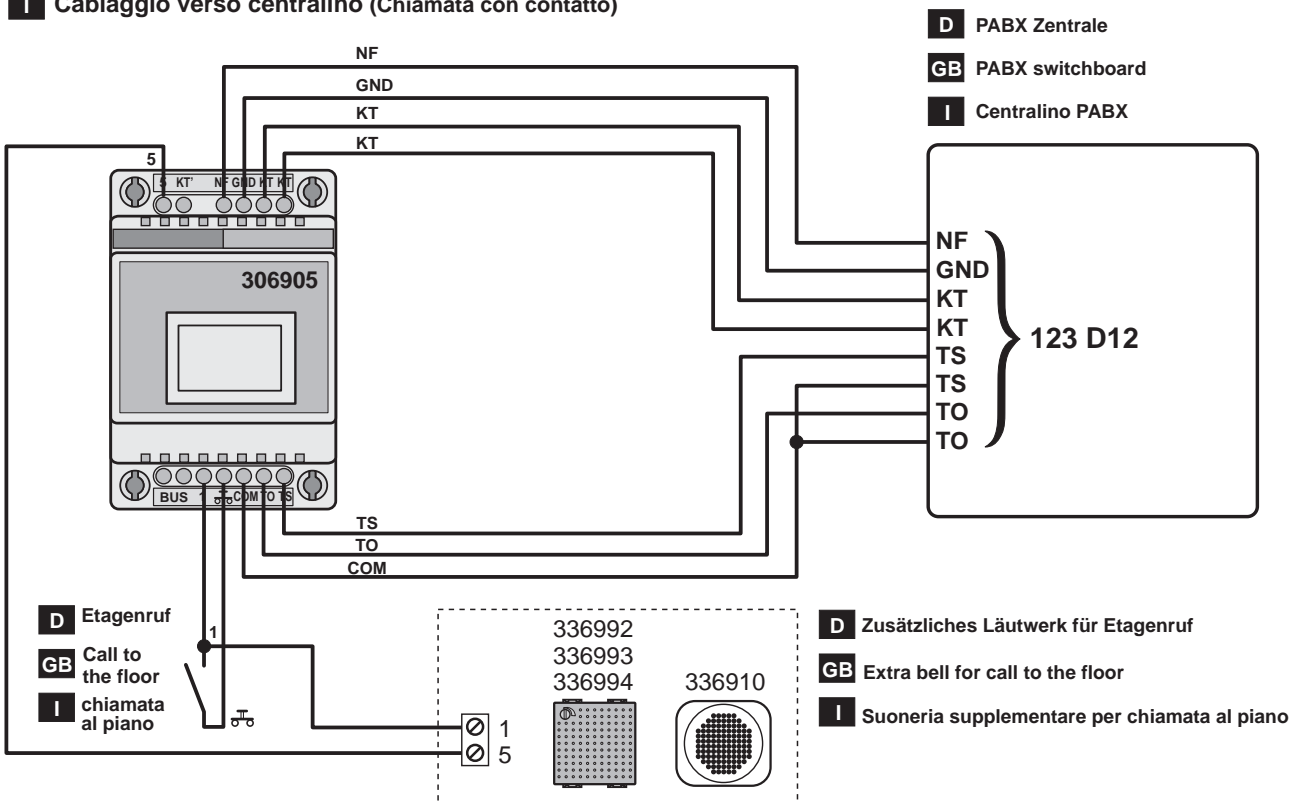 I Cablaggio verso centralino (Chiamata con contatto)
D PABX Zentrale
GB PABX switchboard
I Centralino PABX
NF
GND
KT
KT
5
5 KT' NF GND KT KT
306905
NF
GND
KT
KT
TS
TS
TO
TO
123 D12
BUS 1 COM TO TS
TS
TO
COM
D Etagenruf
GB Call to
the floor
I chiamata
al piano
1
1
5
336992
336993
336994
336910
D Zusätzliches Läutwerk für Etagenruf
GB Extra bell for call to the floor
I Suoneria supplementare per chiamata al piano